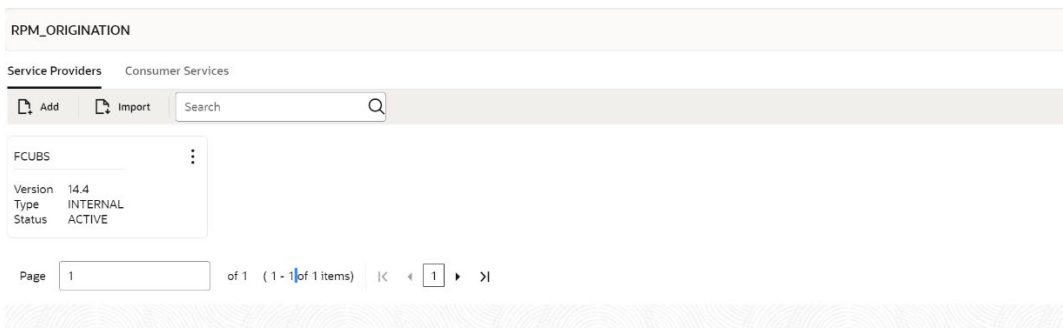 RPM_ORIGINATION
Service Providers Consumer Services
Add Import Search
FCUBS
Version 14.4
Type INTERNAL
Status ACTIVE
Page 1 of 1 ( 1 - 1 of 1 items) 1